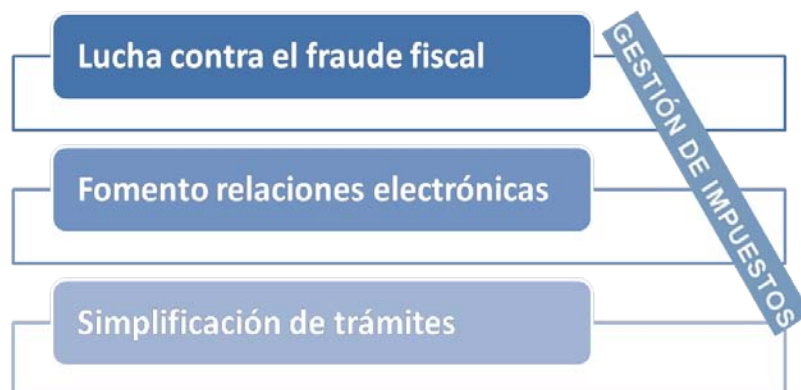 Lucha contra el fraude fiscal
Fomento relaciones electrónicas
Simplificación de trámites
GESTIÓN DE IMPUESTOS